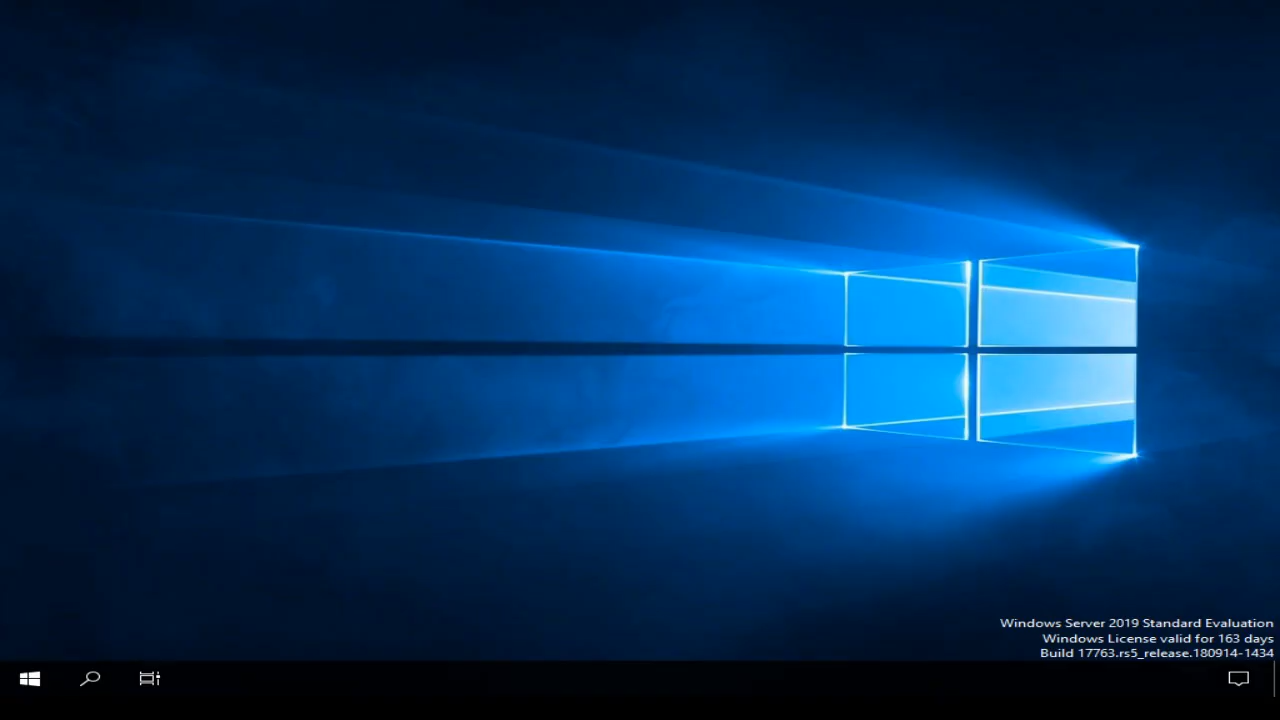 Windows Server 2019 Standard Evaluation
Windows License valid for 163 days
Build 17763.rs5_release.180914-1434